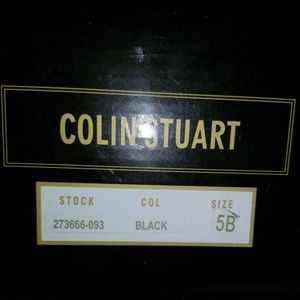 COLIN STUART
STOCK COL SIZE
273666-093 BLACK 5B